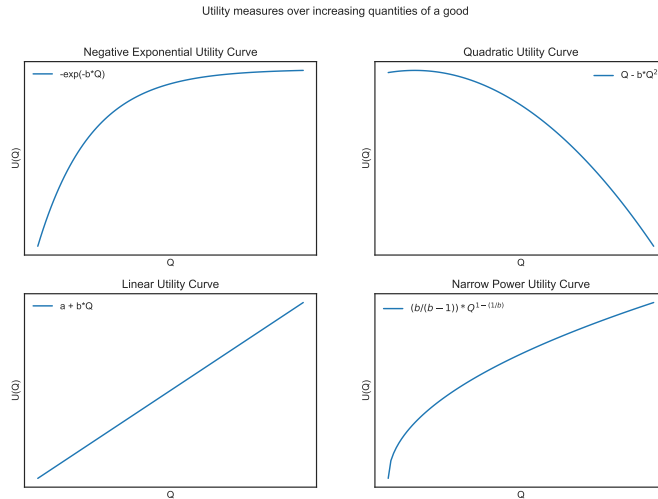 Utility measures over increasing quantities of a good
Negative Exponential Utility Curve
-exp(-b*Q)
U(Q)
Q
Quadratic Utility Curve
Q - b*Q²
U(Q)
Q
Linear Utility Curve
a + b*Q
U(Q)
Q
Narrow Power Utility Curve
(b/(b − 1)) * Q^{1−(1/b)}
U(Q)
Q